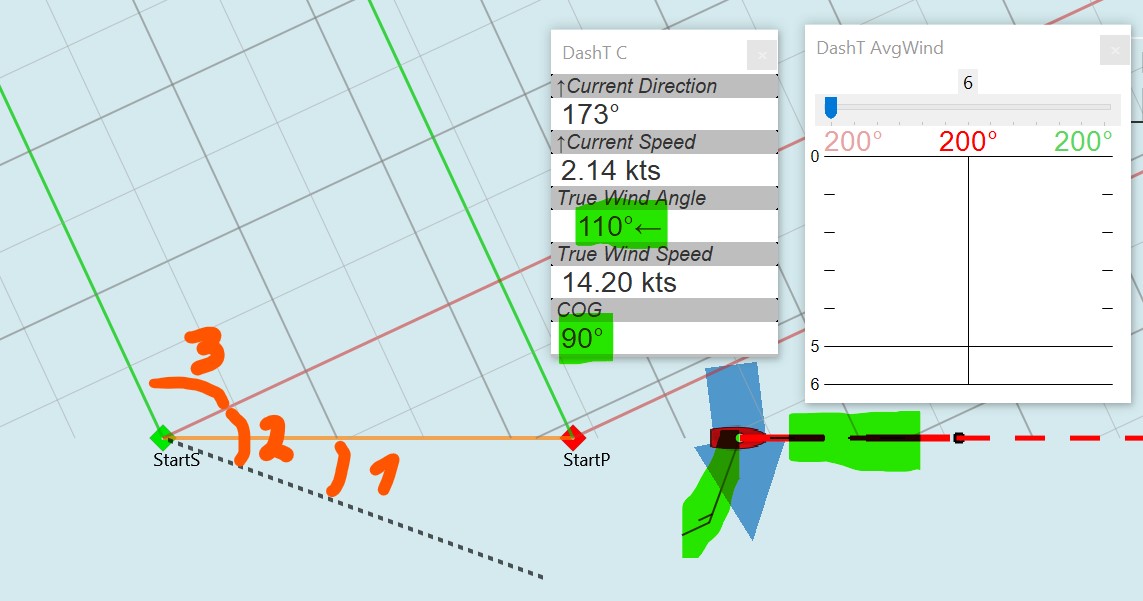 DashT C
↑Current Direction
173°
↑Current Speed
2.14 kts
True Wind Angle
110°←
True Wind Speed
14.20 kts
COG
90°
DashT AvgWind
6
200° 200° 200°
0
5
6
3
2
1
StartS
StartP